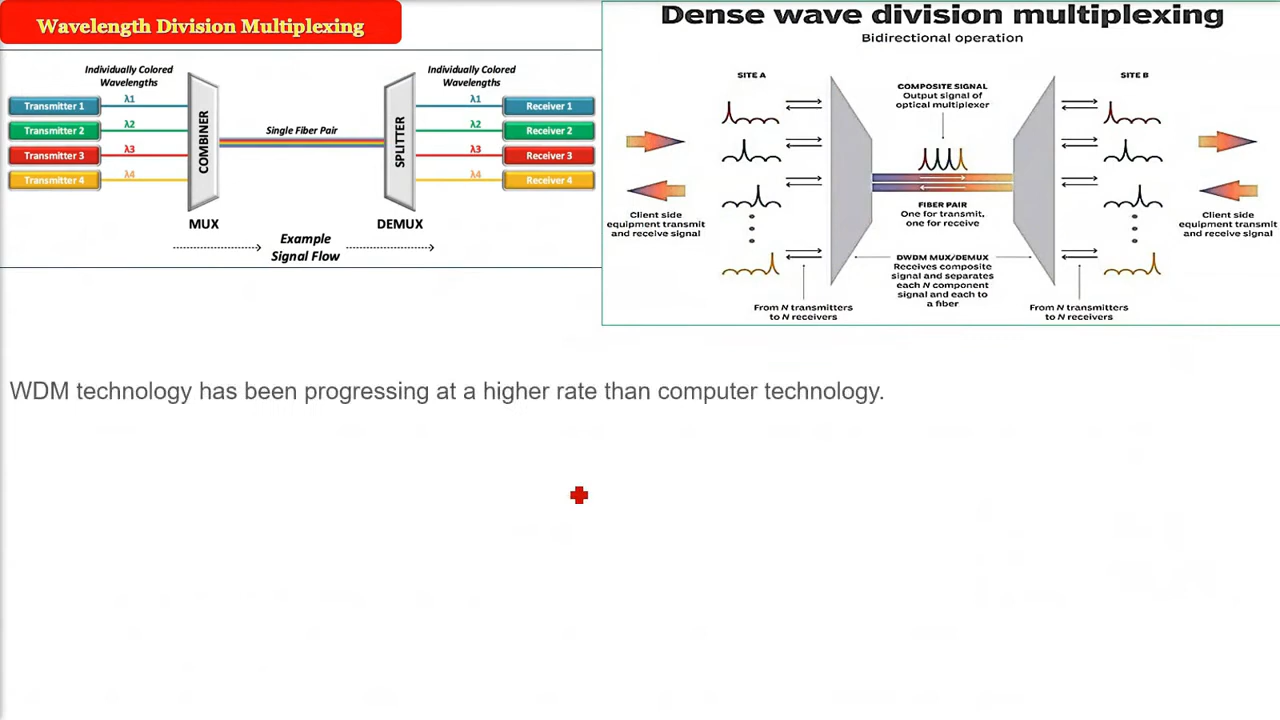 Wavelength Division Multiplexing
Individually Colored
Wavelengths
Transmitter 1
Transmitter 2
Transmitter 3
Transmitter 4
λ1
λ2
λ3
λ4
COMBINER
MUX
Single Fiber Pair
SPLITTER
DEMUX
Individually Colored
Wavelengths
λ1
λ2
λ3
λ4
Receiver 1
Receiver 2
Receiver 3
Receiver 4
Example
Signal Flow
Dense wave division multiplexing
Bidirectional operation
SITE A
Client side
equipment transmit
and receive signal
From N transmitters
to N receivers
COMPOSITE SIGNAL
Output signal of
optical multiplexer
FIBER PAIR
One for transmit,
one for receive
DWDM MUX/DEMUX
Receives composite
signal and separates
each N component
signal and each to
a fiber
SITE B
Client side
equipment transmit
and receive signal
From N transmitters
to N receivers
WDM technology has been progressing at a higher rate than computer technology.